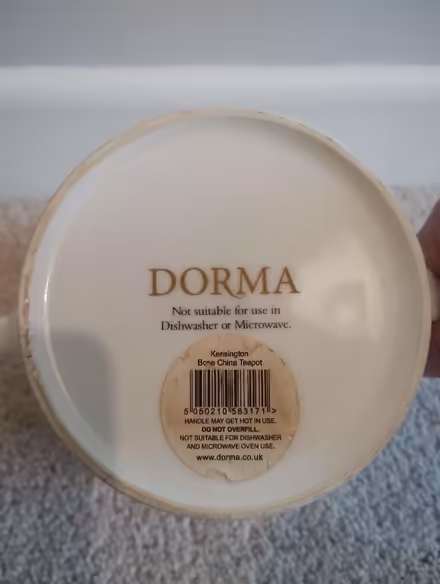 DORMA
Not suitable for use in
Dishwasher or Microwave.
Kensington
Bone China Teapot
5 050210 583171 >
HANDLE MAY GET HOT IN USE.
DO NOT OVERFILL.
NOT SUITABLE FOR DISHWASHER
AND MICROWAVE OVEN USE.
www.dorma.co.uk